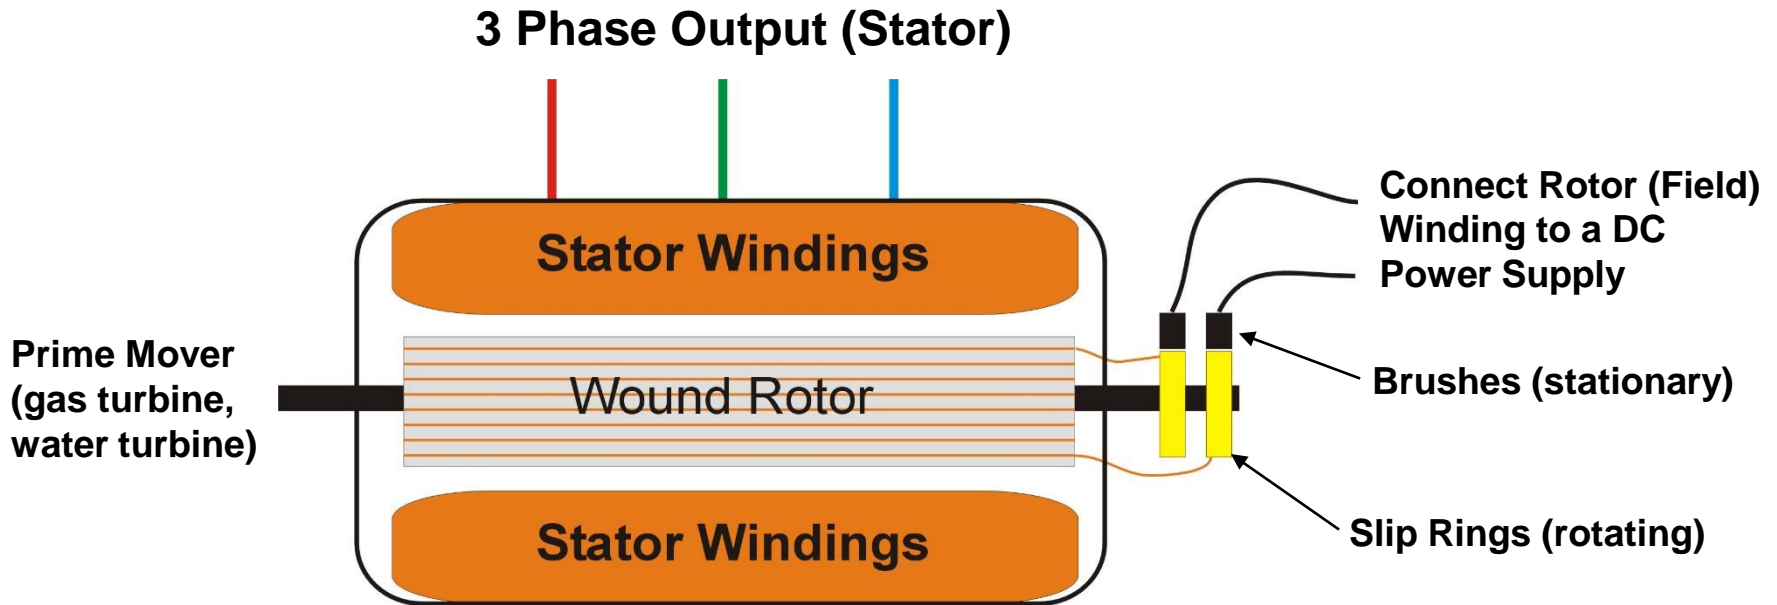 3 Phase Output (Stator)
Stator Windings
Connect Rotor (Field)
Winding to a DC
Power Supply
Prime Mover
(gas turbine,
water turbine)
Wound Rotor
Brushes (stationary)
Stator Windings
Slip Rings (rotating)